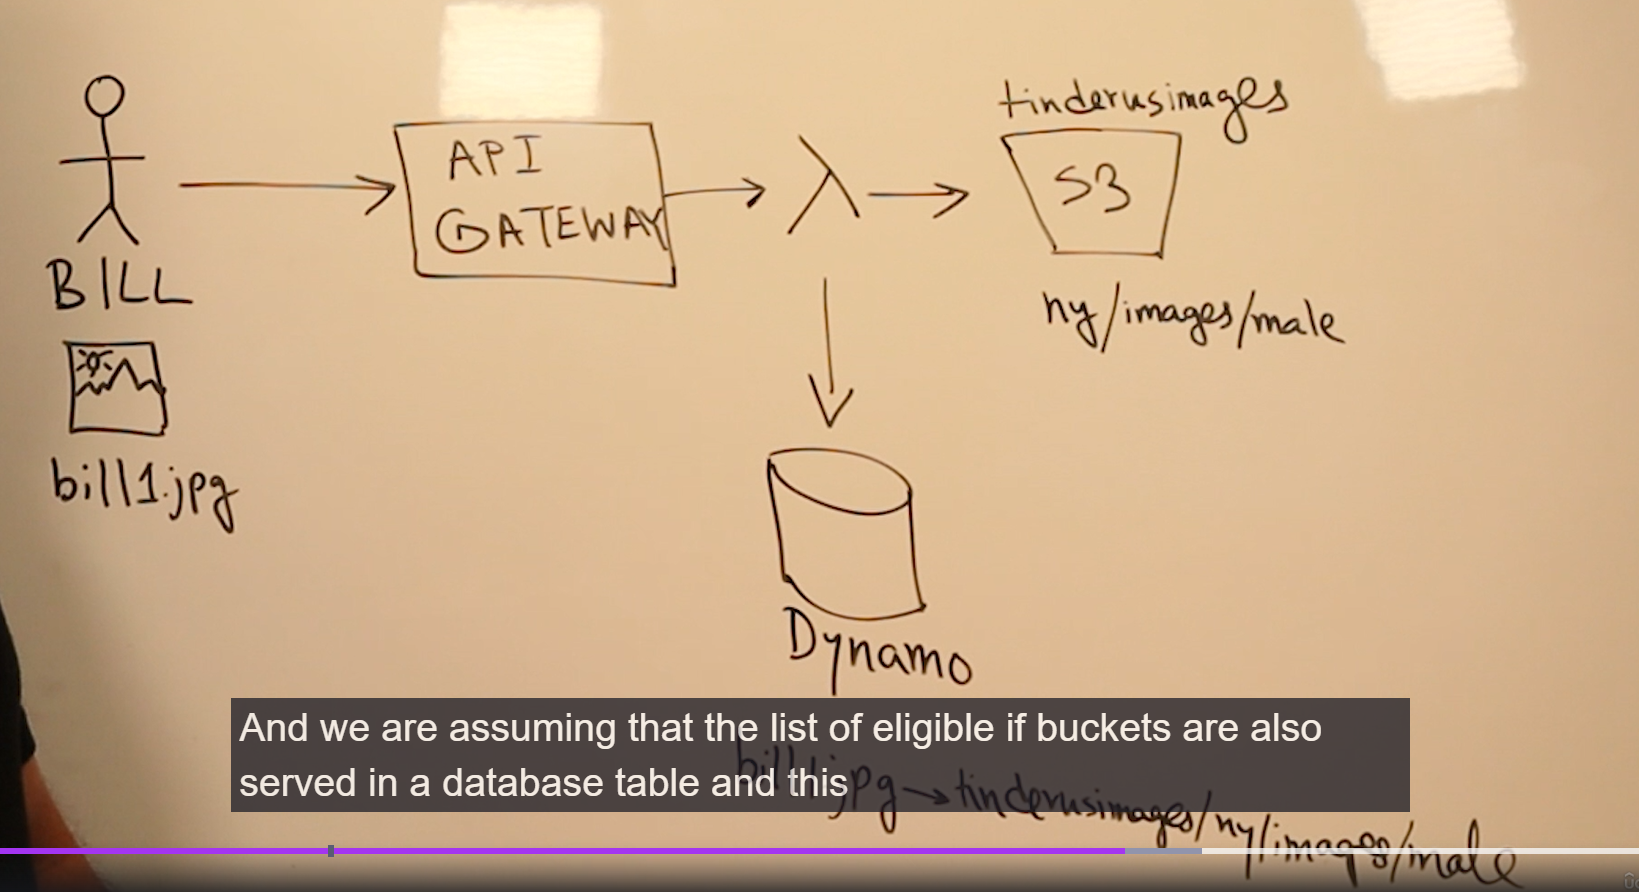 tinderusimages
API
GATEWAY
λ
S3
BILL
ny/images/male
bill1.jpg
Dynamo
And we are assuming that the list of eligible if buckets are also
served in a database table and this
bill1.jpg→tinderusimages/ny/images/male